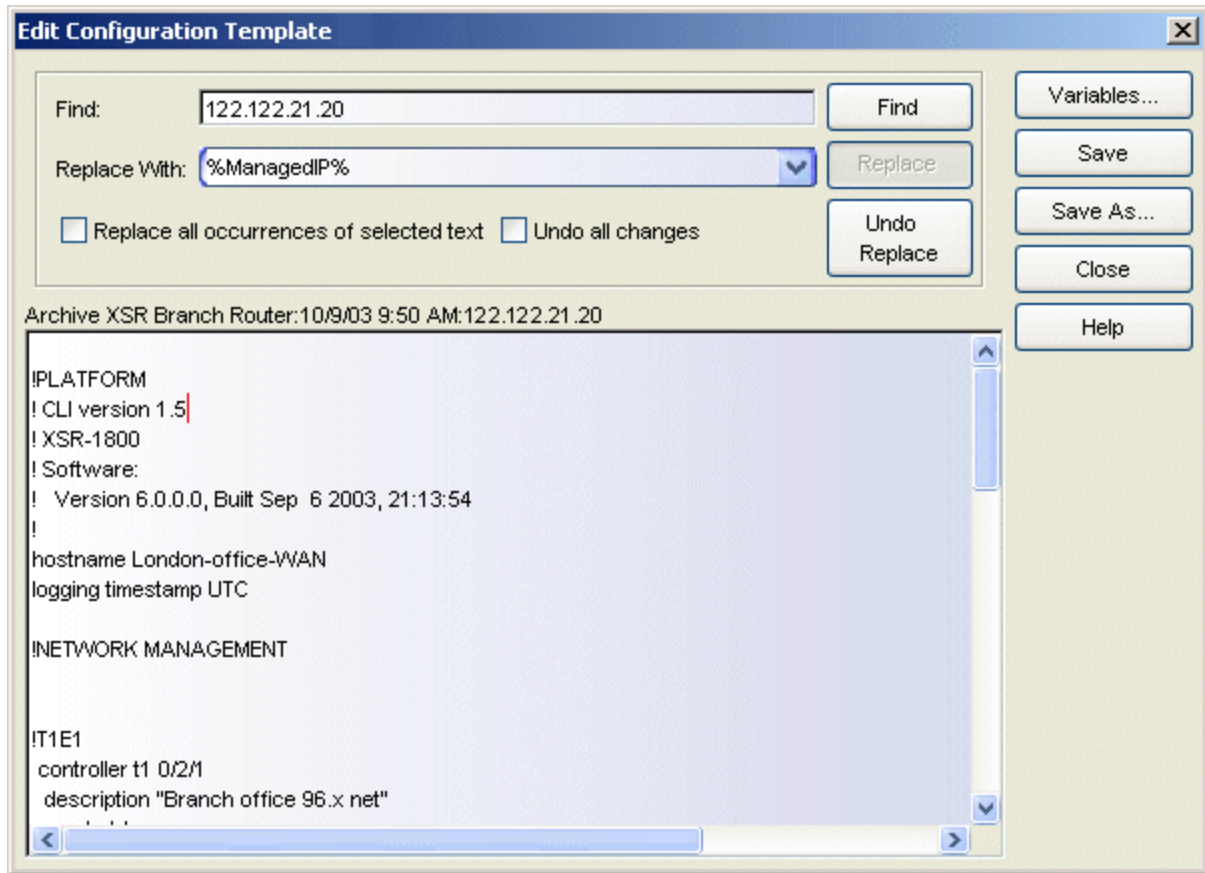 Edit Configuration Template
Find: 122.122.21.20 Find
Replace With: %ManagedIP% Replace
Replace all occurrences of selected text Undo all changes Undo Replace
Variables...
Save
Save As...
Close
Help
Archive XSR Branch Router:10/9/03 9:50 AM:122.122.21.20
!PLATFORM
! CLI version 1.5
! XSR-1800
! Software:
!   Version 6.0.0.0, Built Sep  6 2003, 21:13:54
!
hostname London-office-WAN
logging timestamp UTC
!NETWORK MANAGEMENT
!T1E1
controller t1 0/2/1
description "Branch office 96.x net"